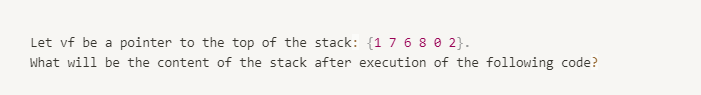 Let vf be a pointer to the top of the stack: {1 7 6 8 0 2}.
What will be the content of the stack after execution of the following code?